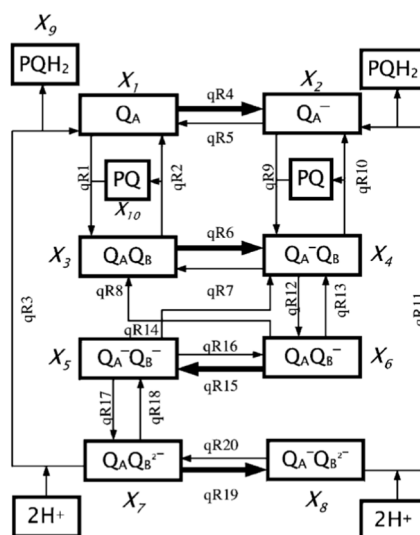 X9
PQH2
X1
X2
PQH2
QA
qR4
QA−
qR5
qR1
PQ
qR2
qR9
PQ
qR10
X10
X3
QAQB
qR6
QA−QB
X4
qR8
qR7
qR12
qR13
qR3
qR11
qR14
X5
QA−QB−
qR16
QAQB−
X6
qR15
qR17
qR18
QAQB2−
qR20
QA−QB2−
X7
qR19
X8
2H+
2H+